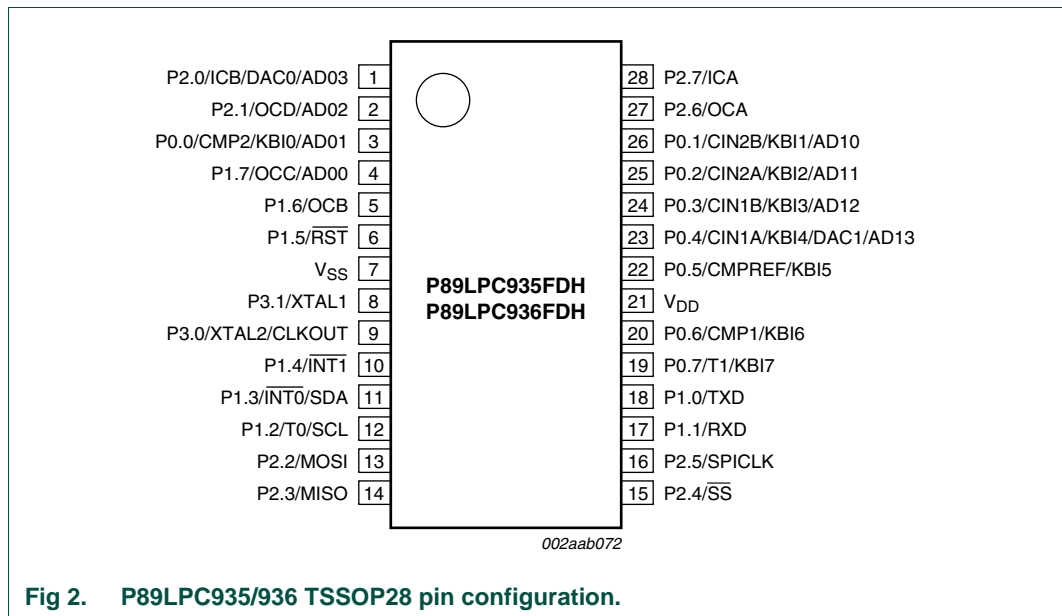 P2.0/ICB/DAC0/AD03 1
P2.1/OCD/AD02 2
P0.0/CMP2/KBI0/AD01 3
P1.7/OCC/AD00 4
P1.6/OCB 5
P1.5/R̅S̅T̅ 6
VSS 7
P3.1/XTAL1 8
P3.0/XTAL2/CLKOUT 9
P1.4/I̅N̅T̅1̅ 10
P1.3/I̅N̅T̅0̅/SDA 11
P1.2/T0/SCL 12
P2.2/MOSI 13
P2.3/MISO 14
P89LPC935FDH
P89LPC936FDH
28 P2.7/ICA
27 P2.6/OCA
26 P0.1/CIN2B/KBI1/AD10
25 P0.2/CIN2A/KBI2/AD11
24 P0.3/CIN1B/KBI3/AD12
23 P0.4/CIN1A/KBI4/DAC1/AD13
22 P0.5/CMPREF/KBI5
21 VDD
20 P0.6/CMP1/KBI6
19 P0.7/T1/KBI7
18 P1.0/TXD
17 P1.1/RXD
16 P2.5/SPICLK
15 P2.4/S̅S̅
002aab072
Fig 2. P89LPC935/936 TSSOP28 pin configuration.